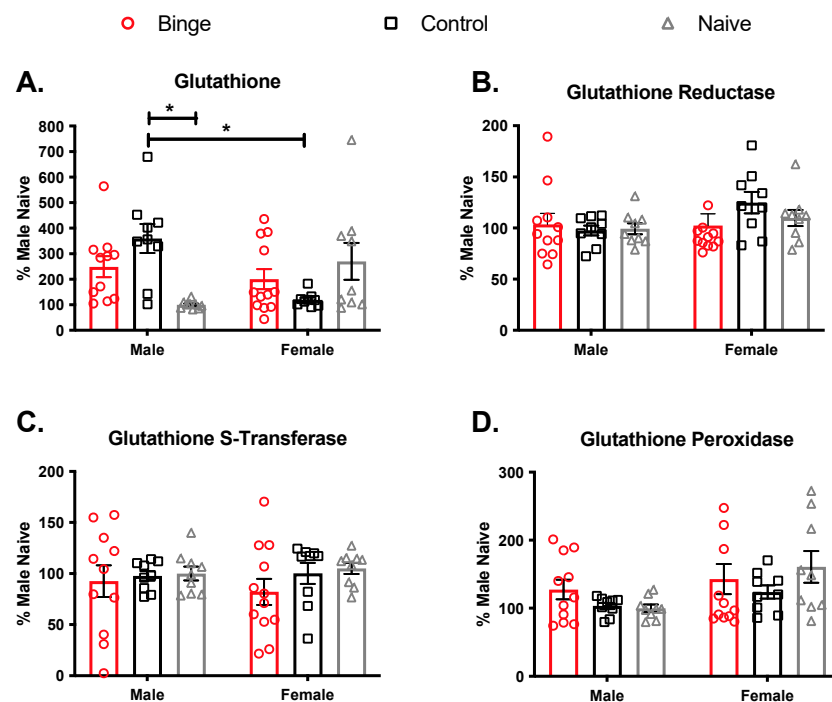 Binge Control Naive
A.
Glutathione
% Male Naive
800
700
600
500
400
300
200
100
0
*
*
Male Female
B.
Glutathione Reductase
% Male Naive
200
150
100
50
0
Male Female
C.
Glutathione S-Transferase
% Male Naive
200
150
100
50
0
Male Female
D.
Glutathione Peroxidase
% Male Naive
300
200
100
0
Male Female